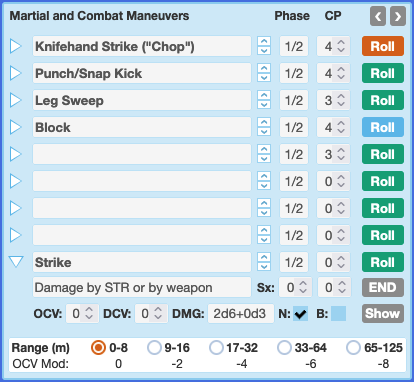 Martial and Combat Maneuvers Phase CP < >
Knifehand Strike ("Chop") 1/2 4 Roll
Punch/Snap Kick 1/2 4 Roll
Leg Sweep 1/2 3 Roll
Block 1/2 4 Roll
1/2 3 Roll
1/2 0 Roll
1/2 0 Roll
1/2 0 Roll
Strike 1/2 0 Roll
Damage by STR or by weapon Sx: 0 0 END
OCV: 0 DCV: 0 DMG: 2d6+0d3 N: B: Show
Range (m) 0-8 9-16 17-32 33-64 65-125
OCV Mod: 0 -2 -4 -6 -8